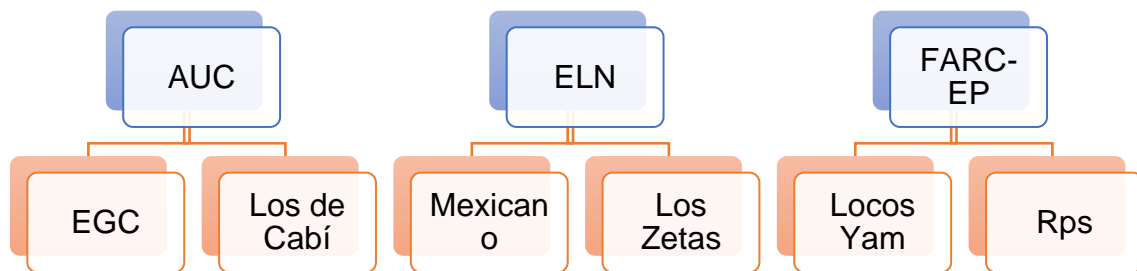 AUC
ELN
FARC-
EP
EGC
Los de
Cabí
Mexican
o
Los
Zetas
Locos
Yam
Rps